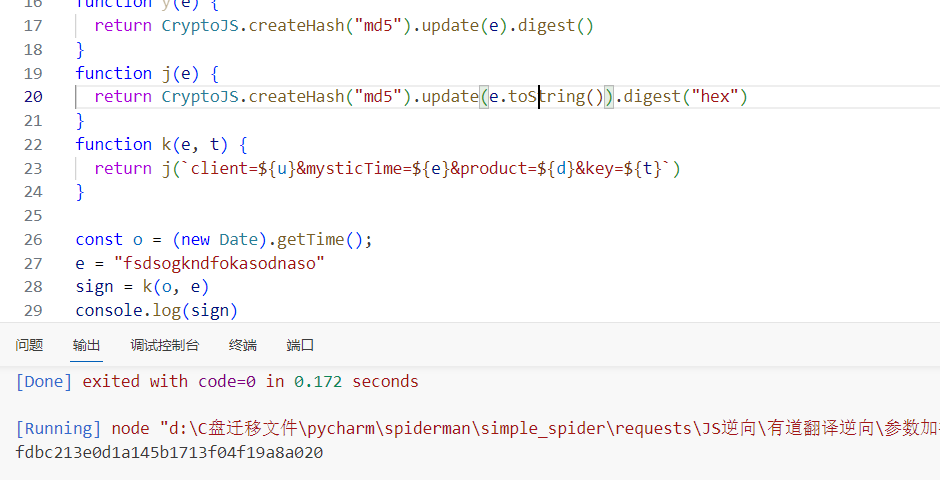 16 function y(e) {
17 return CryptoJS.createHash("md5").update(e).digest()
18 }
19 function j(e) {
20 return CryptoJS.createHash("md5").update(e.toString()).digest("hex")
21 }
22 function k(e, t) {
23 return j(`client=${u}&mysticTime=${e}&product=${d}&key=${t}`)
24 }
25
26 const o = (new Date).getTime();
27 e = "fsdsogkndfokasodnaso"
28 sign = k(o, e)
29 console.log(sign)
问题 输出 调试控制台 终端 端口
[Done] exited with code=0 in 0.172 seconds
[Running] node "d:\C盘迁移文件\pycharm\spiderman\simple_spider\requests\JS逆向\有道翻译逆向\参数加
fdbc213e0d1a145b1713f04f19a8a020